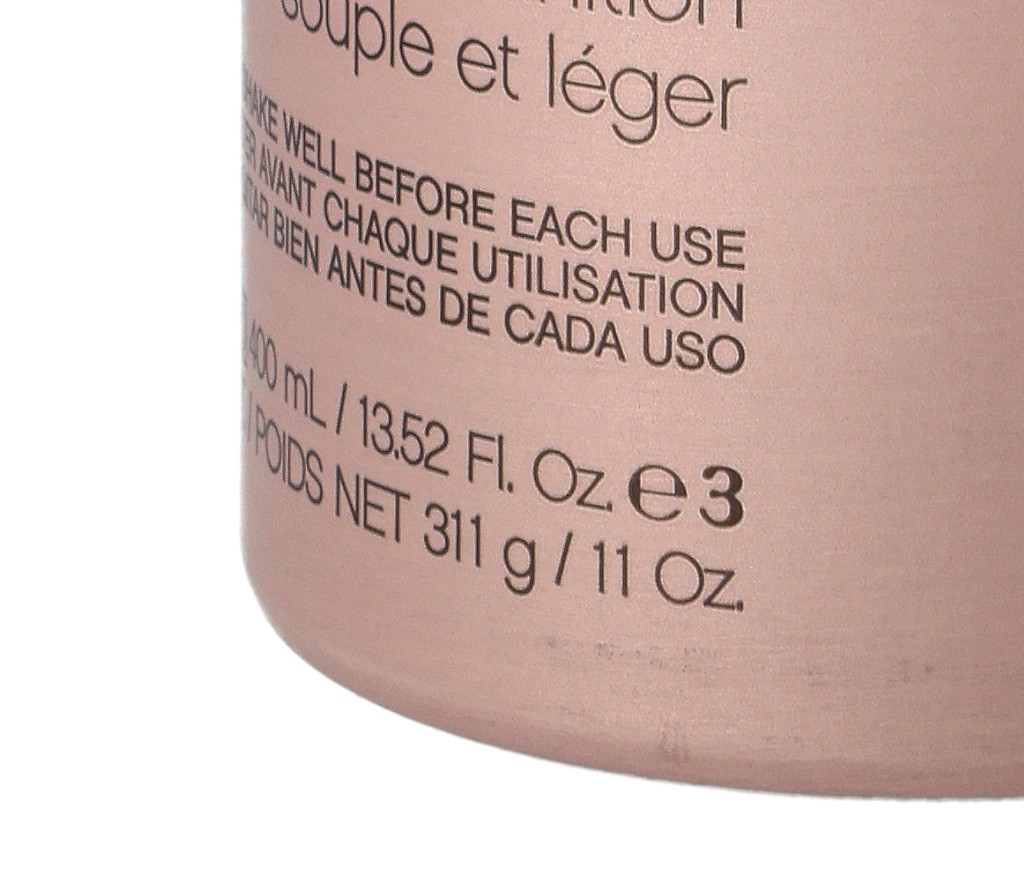 souple et léger
SHAKE WELL BEFORE EACH USE
AVANT CHAQUE UTILISATION
BIEN ANTES DE CADA USO
400 mL / 13.52 Fl. Oz. ℮ 3
/ POIDS NET 311 g / 11 Oz.